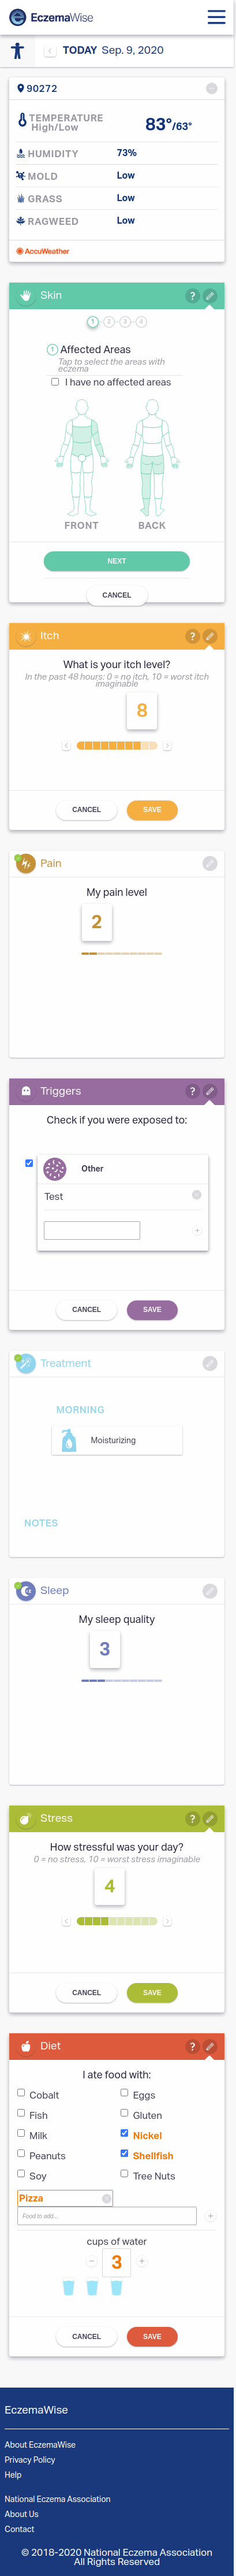 EczemaWise
TODAY Sep. 9, 2020
90272
TEMPERATURE
High/Low
83°/63°
HUMIDITY 73%
MOLD Low
GRASS Low
RAGWEED Low
AccuWeather
Skin ?
1 2 3 4
1 Affected Areas
Tap to select the areas with
eczema
I have no affected areas
FRONT BACK
NEXT
CANCEL
Itch ?
What is your itch level?
In the past 48 hours: 0 = no itch, 10 = worst itch
imaginable
8
CANCEL SAVE
Pain
My pain level
2
Triggers ?
Check if you were exposed to:
Other
Test
CANCEL SAVE
Treatment
MORNING
Moisturizing
NOTES
Sleep
My sleep quality
3
Stress ?
How stressful was your day?
0 = no stress, 10 = worst stress imaginable
4
CANCEL SAVE
Diet ?
I ate food with:
Cobalt Eggs
Fish Gluten
Milk Nickel
Peanuts Shellfish
Soy Tree Nuts
Pizza
Food to add...
cups of water
3
CANCEL SAVE
EczemaWise
About EczemaWise
Privacy Policy
Help
National Eczema Association
About Us
Contact
© 2018-2020 National Eczema Association
All Rights Reserved